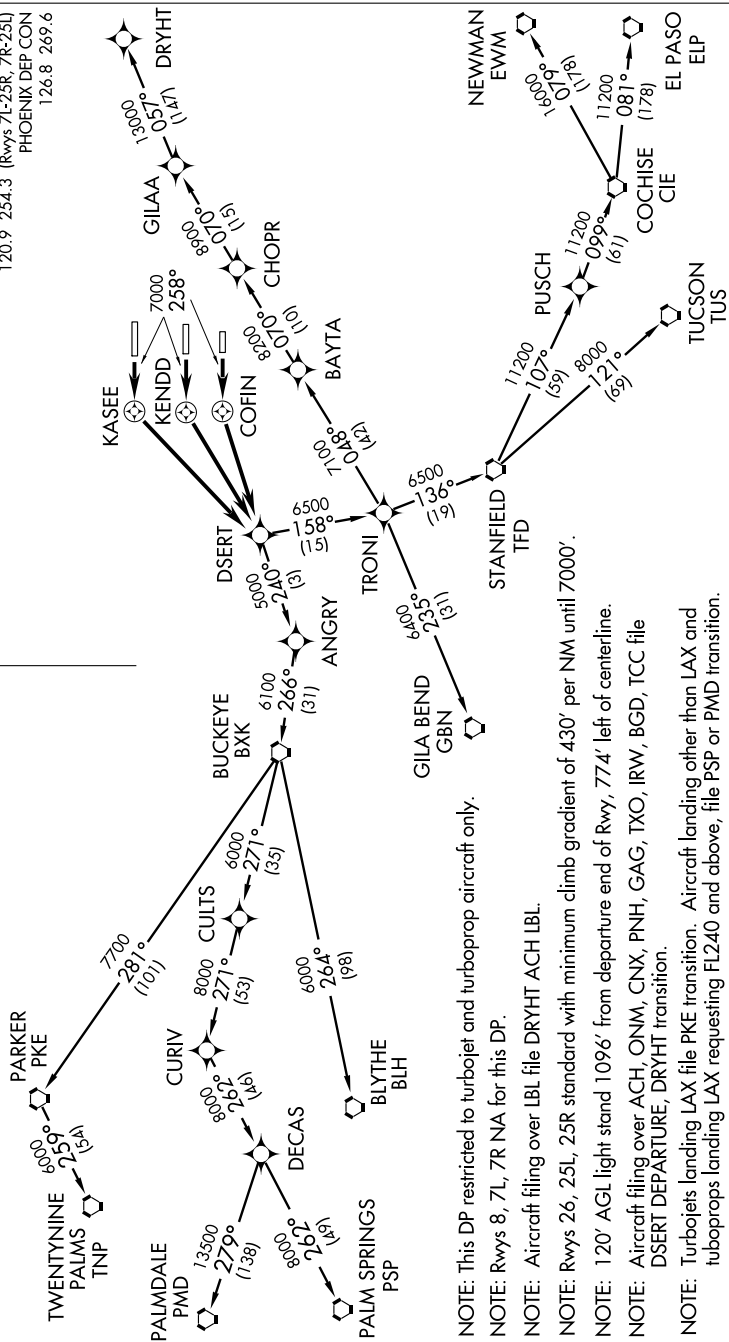 120.9 254.3 (Rwys 7L-25R, 7R-25L)
PHOENIX DEP CON
126.8 269.6
DRYHT
13000
057°
(147)
GILAA
8900
070°
(15)
CHOPR
8200
070°
(10)
BAYTA
7100
048°
(42)
7000
258°
KASEE
KENDD
COFIN
DSERT
6500
158°
(15)
TRONI
5000
240°
(3)
ANGRY
6100
266°
(31)
BUCKEYE
BXK
6400
235°
(31)
GILA BEND
GBN
6500
136°
(19)
STANFIELD
TFD
11200
107°
(59)
PUSCH
11200
099°
(61)
COCHISE
CIE
16000
079°
(178)
NEWMAN
EWM
11200
081°
(178)
EL PASO
ELP
8000
121°
(69)
TUCSON
TUS
7700
281°
(101)
PARKER
PKE
6000
259°
(54)
TWENTYNINE
PALMS
TNP
6000
271°
(35)
CULTS
8000
271°
(53)
CURIV
8000
262°
(46)
DECAS
13500
279°
(138)
PALMDALE
PMD
8000
262°
(49)
PALM SPRINGS
PSP
6000
264°
(98)
BLYTHE
BLH
NOTE: This DP restricted to turbojet and turboprop aircraft only.
NOTE: Rwys 8, 7L, 7R NA for this DP.
NOTE: Aircraft filing over LBL file DRYHT ACH LBL.
NOTE: Rwys 26, 25L, 25R standard with minimum climb gradient of 430' per NM until 7000'.
NOTE: 120' AGL light stand 1096' from departure end of Rwy, 774' left of centerline.
NOTE: Aircraft filing over ACH, ONM, CNX, PNH, GAG, TXO, IRW, BGD, TCC file
DSERT DEPARTURE, DRYHT transition.
NOTE: Turbojets landing LAX file PKE transition. Aircraft landing other than LAX and
tuboprops landing LAX requesting FL240 and above, file PSP or PMD transition.